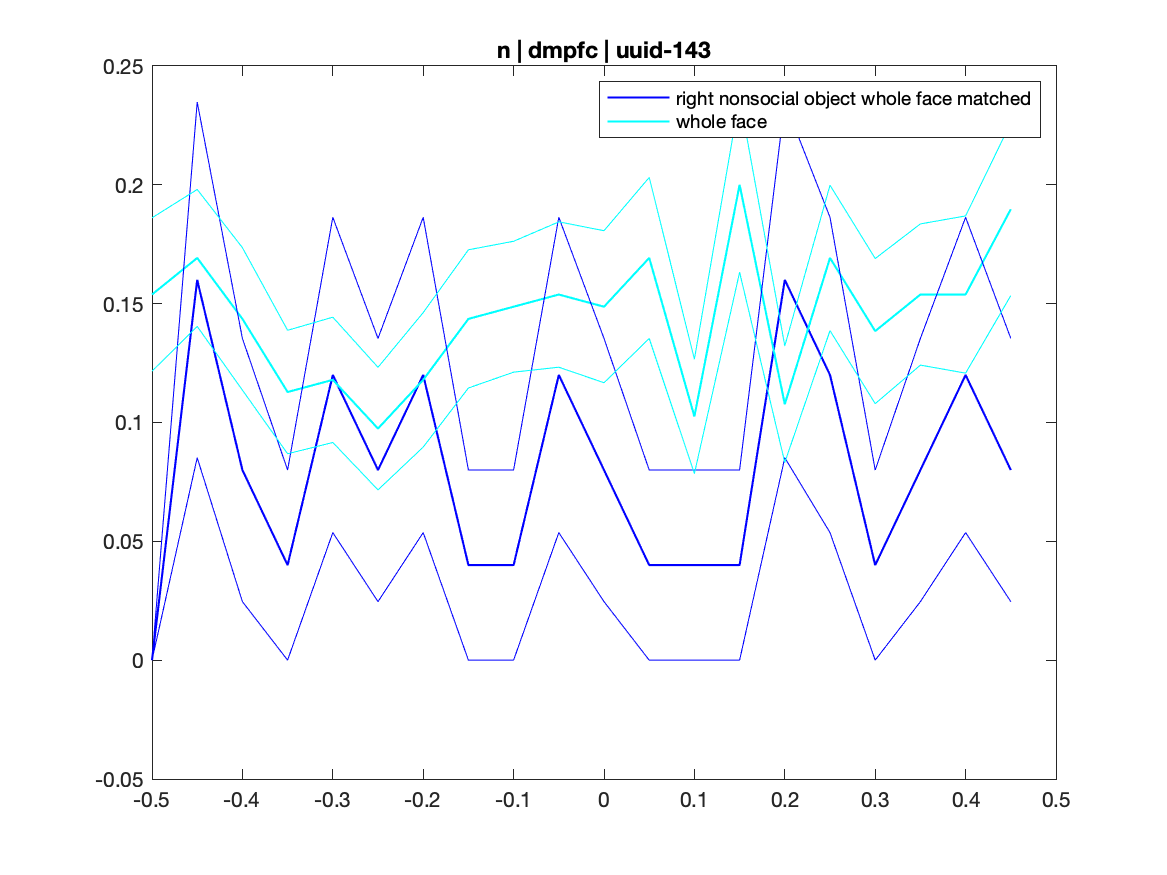 n | dmpfc | uuid-143
right nonsocial object whole face matched
whole face
0.25
0.2
0.15
0.1
0.05
0
-0.05
-0.5 -0.4 -0.3 -0.2 -0.1 0 0.1 0.2 0.3 0.4 0.5